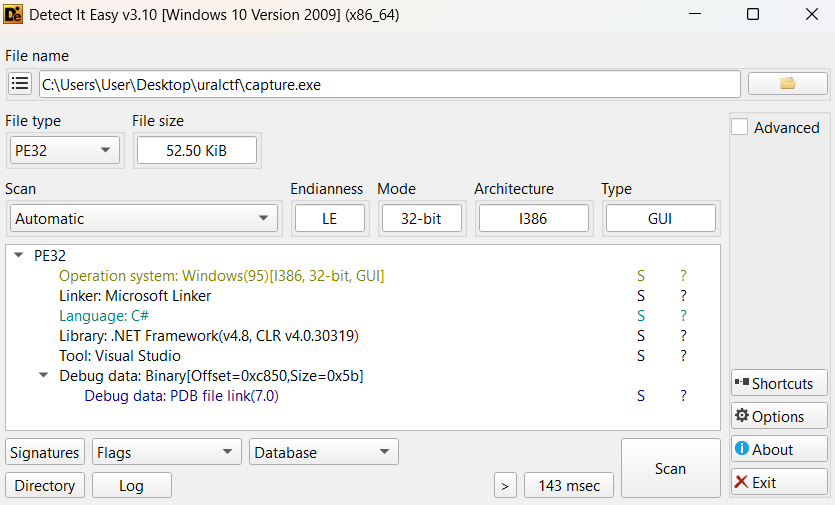 Detect It Easy v3.10 [Windows 10 Version 2009] (x86_64)
File name
C:\Users\User\Desktop\uralctf\capture.exe
File type File size
PE32 52.50 KiB
Advanced
Scan Endianness Mode Architecture Type
Automatic LE 32-bit I386 GUI
PE32
Operation system: Windows(95)[I386, 32-bit, GUI] S ?
Linker: Microsoft Linker S ?
Language: C# S ?
Library: .NET Framework(v4.8, CLR v4.0.30319) S ?
Tool: Visual Studio S ?
Debug data: Binary[Offset=0xc850,Size=0x5b]
Debug data: PDB file link(7.0) S ?
Shortcuts
Options
Signatures Flags Database Scan About
Directory Log > 143 msec Exit